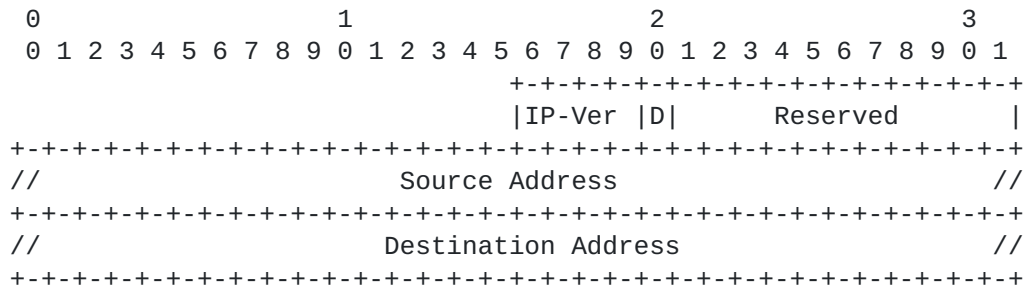 0                   1                   2                   3
 0 1 2 3 4 5 6 7 8 9 0 1 2 3 4 5 6 7 8 9 0 1 2 3 4 5 6 7 8 9 0 1
                                +-+-+-+-+-+-+-+-+-+-+-+-+-+-+-+-+
                                |IP-Ver |D|      Reserved       |
+-+-+-+-+-+-+-+-+-+-+-+-+-+-+-+-+-+-+-+-+-+-+-+-+-+-+-+-+-+-+-+-+
//                       Source Address                        //
+-+-+-+-+-+-+-+-+-+-+-+-+-+-+-+-+-+-+-+-+-+-+-+-+-+-+-+-+-+-+-+-+
//                      Destination Address                    //
+-+-+-+-+-+-+-+-+-+-+-+-+-+-+-+-+-+-+-+-+-+-+-+-+-+-+-+-+-+-+-+-+